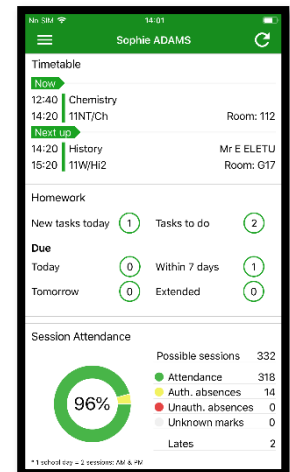 No SIM 14:01
Sophie ADAMS
Timetable
Now
12:40 Chemistry
14:20 11NT/Ch Room: 112
Next up
14:20 History Mr E ELETU
15:20 11W/Hi2 Room: G17
Homework
New tasks today 1 Tasks to do 2
Due
Today 0 Within 7 days 1
Tomorrow 0 Extended 0
Session Attendance
Possible sessions 332
Attendance 318
Auth. absences 14
96%
Unauth. absences 0
Unknown marks 0
Lates 2
* 1 school day = 2 sessions: AM & PM